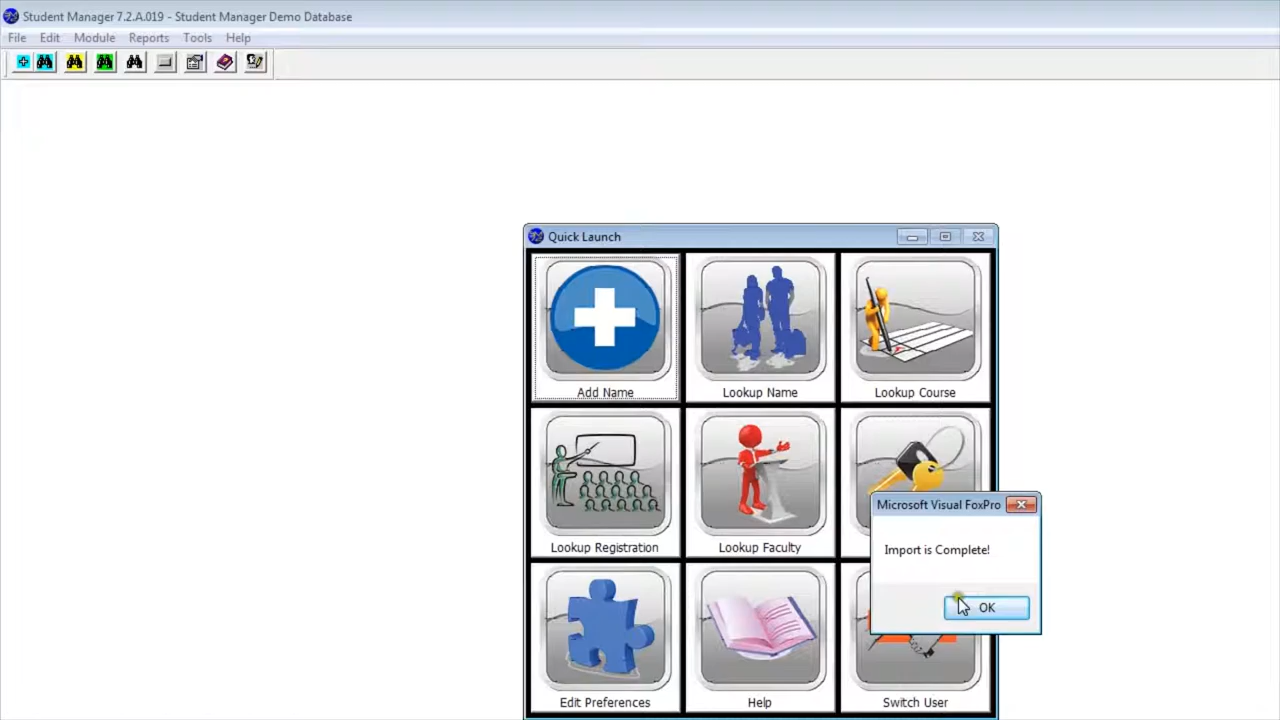 Student Manager 7.2.A.019 - Student Manager Demo Database
File Edit Module Reports Tools Help
Quick Launch
Add Name Lookup Name Lookup Course
Microsoft Visual FoxPro
Import is Complete!
Lookup Registration Lookup Faculty
OK
Edit Preferences Help Switch User